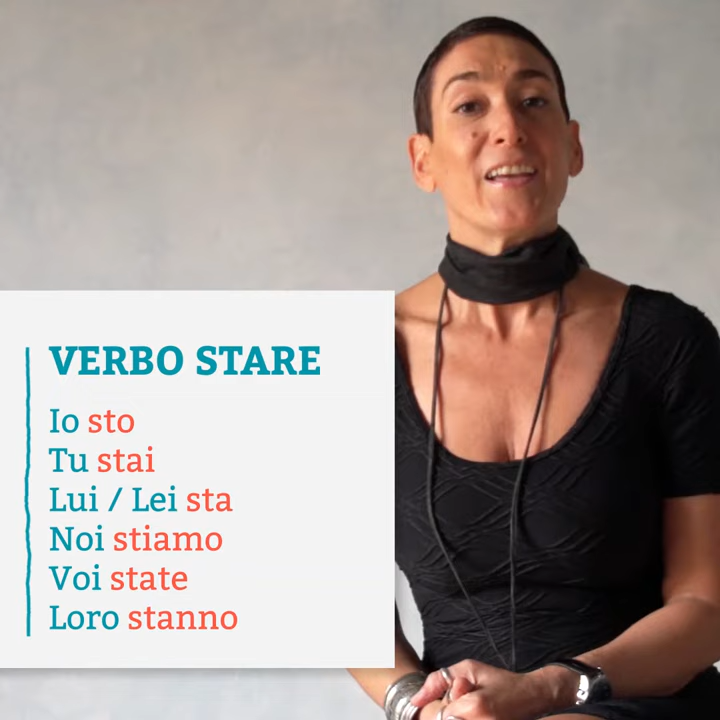 VERBO STARE
Io sto
Tu stai
Lui / Lei sta
Noi stiamo
Voi state
Loro stanno